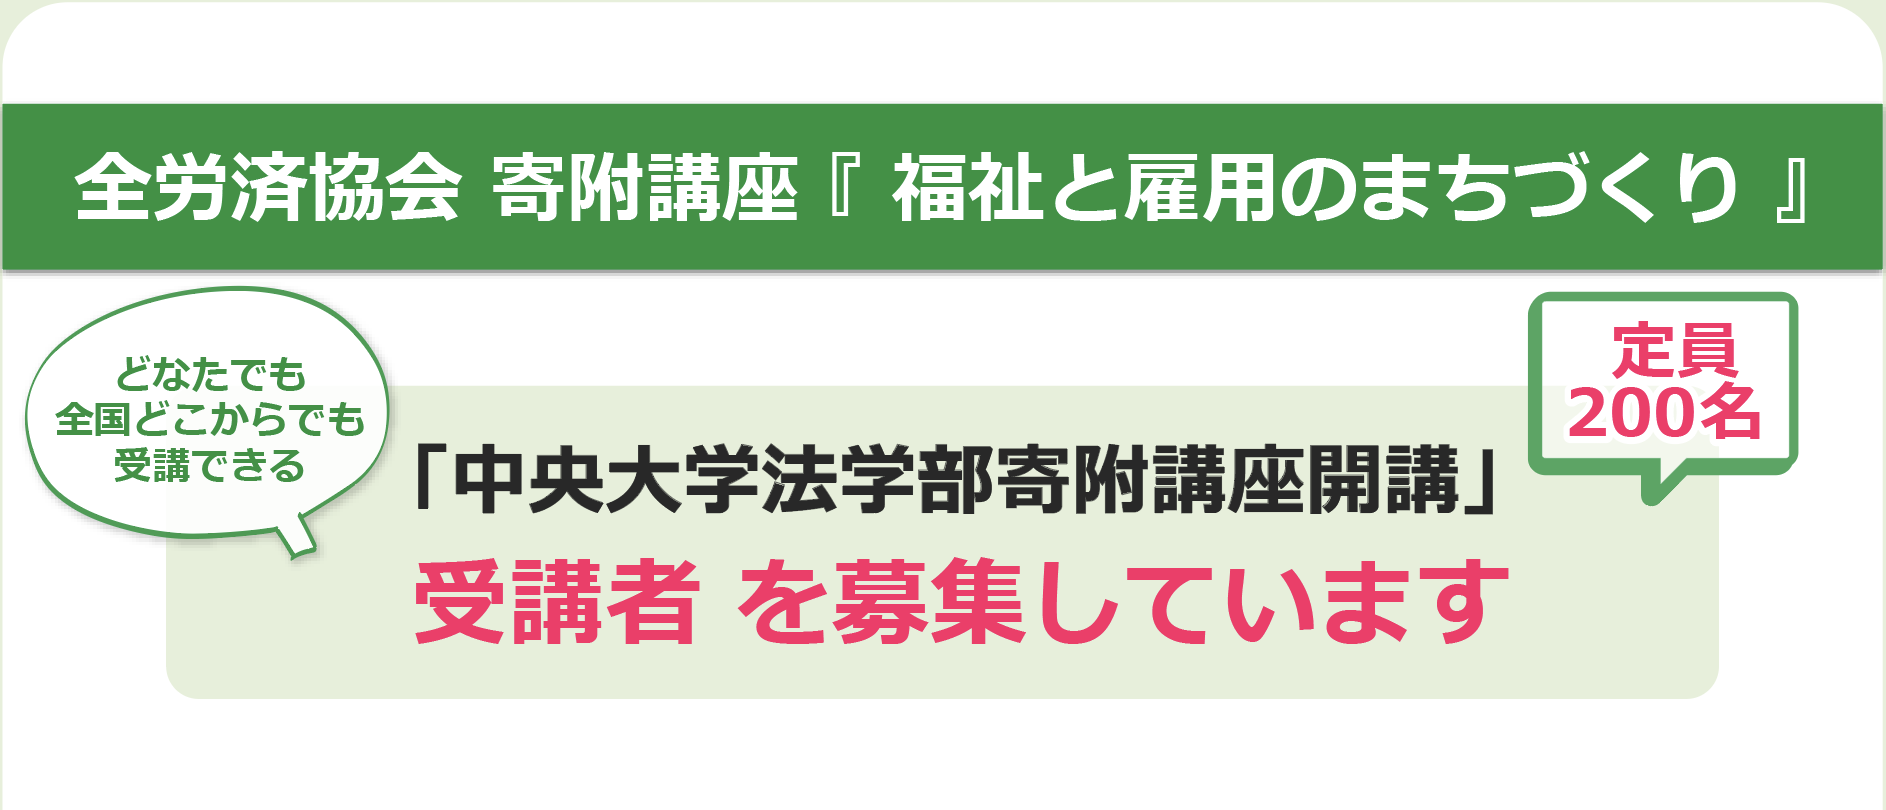 全労済協会 寄附講座『 福祉と雇用のまちづくり 』
どなたでも
全国どこからでも
受講できる
定員
200名
「中央大学法学部寄附講座開講」
受講者 を募集しています